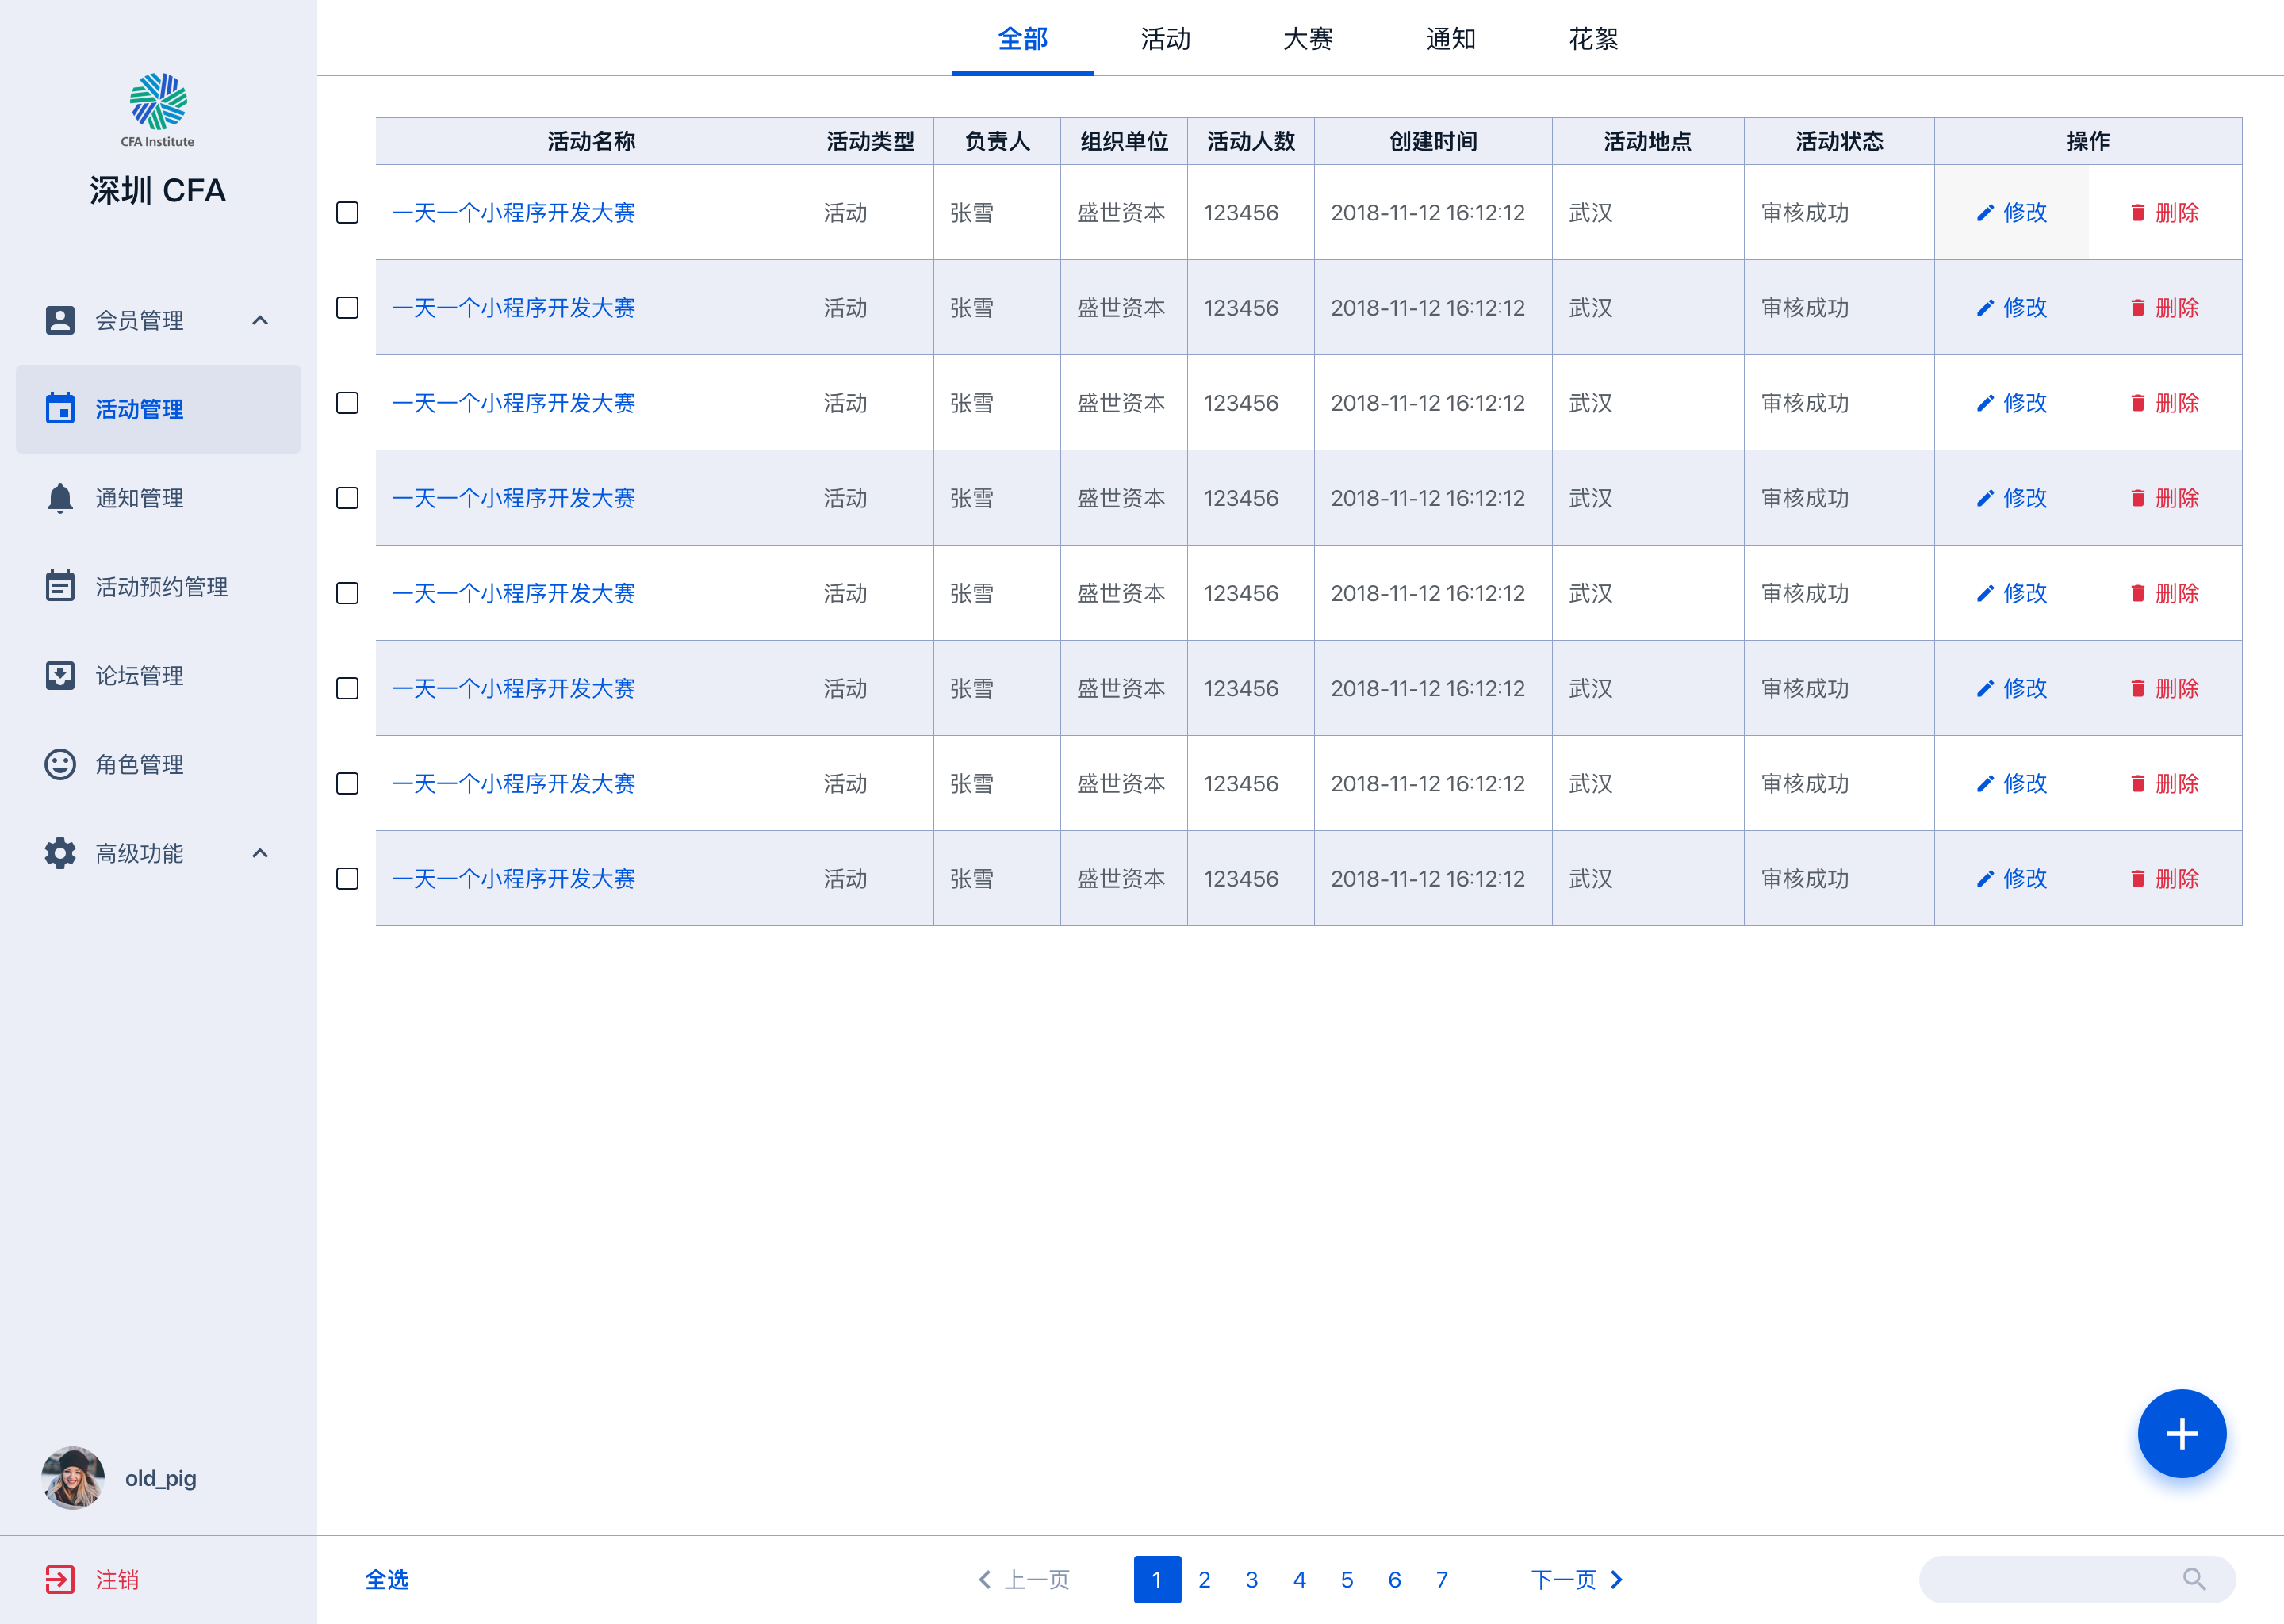 CFA Institute
深圳 CFA
会员管理
活动管理
通知管理
活动预约管理
论坛管理
角色管理
高级功能
old_pig
注销
全部 活动 大赛 通知 花絮
活动名称 活动类型 负责人 组织单位 活动人数 创建时间 活动地点 活动状态 操作
一天一个小程序开发大赛 活动 张雪 盛世资本 123456 2018-11-12 16:12:12 武汉 审核成功 修改 删除
一天一个小程序开发大赛 活动 张雪 盛世资本 123456 2018-11-12 16:12:12 武汉 审核成功 修改 删除
一天一个小程序开发大赛 活动 张雪 盛世资本 123456 2018-11-12 16:12:12 武汉 审核成功 修改 删除
一天一个小程序开发大赛 活动 张雪 盛世资本 123456 2018-11-12 16:12:12 武汉 审核成功 修改 删除
一天一个小程序开发大赛 活动 张雪 盛世资本 123456 2018-11-12 16:12:12 武汉 审核成功 修改 删除
一天一个小程序开发大赛 活动 张雪 盛世资本 123456 2018-11-12 16:12:12 武汉 审核成功 修改 删除
一天一个小程序开发大赛 活动 张雪 盛世资本 123456 2018-11-12 16:12:12 武汉 审核成功 修改 删除
一天一个小程序开发大赛 活动 张雪 盛世资本 123456 2018-11-12 16:12:12 武汉 审核成功 修改 删除
全选 上一页 1 2 3 4 5 6 7 下一页